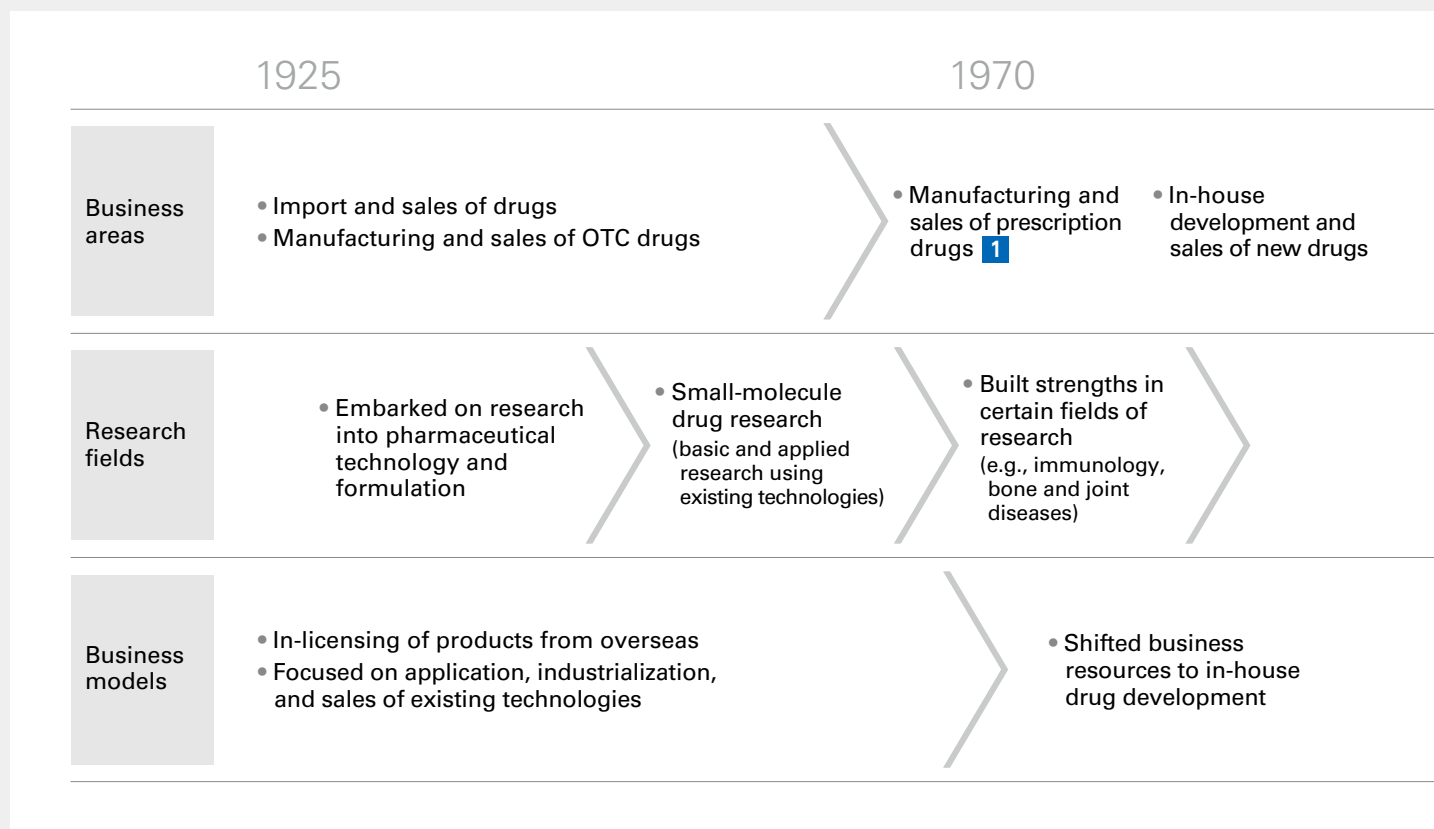 1925
1970
Business
areas
• Import and sales of drugs
• Manufacturing and sales of OTC drugs
• Manufacturing and
sales of prescription
drugs 1
• In-house
development and
sales of new drugs
Research
fields
• Embarked on research
into pharmaceutical
technology and
formulation
• Small-molecule
drug research
(basic and applied
research using
existing technologies)
• Built strengths in
certain fields of
research
(e.g., immunology,
bone and joint
diseases)
Business
models
• In-licensing of products from overseas
• Focused on application, industrialization,
and sales of existing technologies
• Shifted business
resources to in-house
drug development